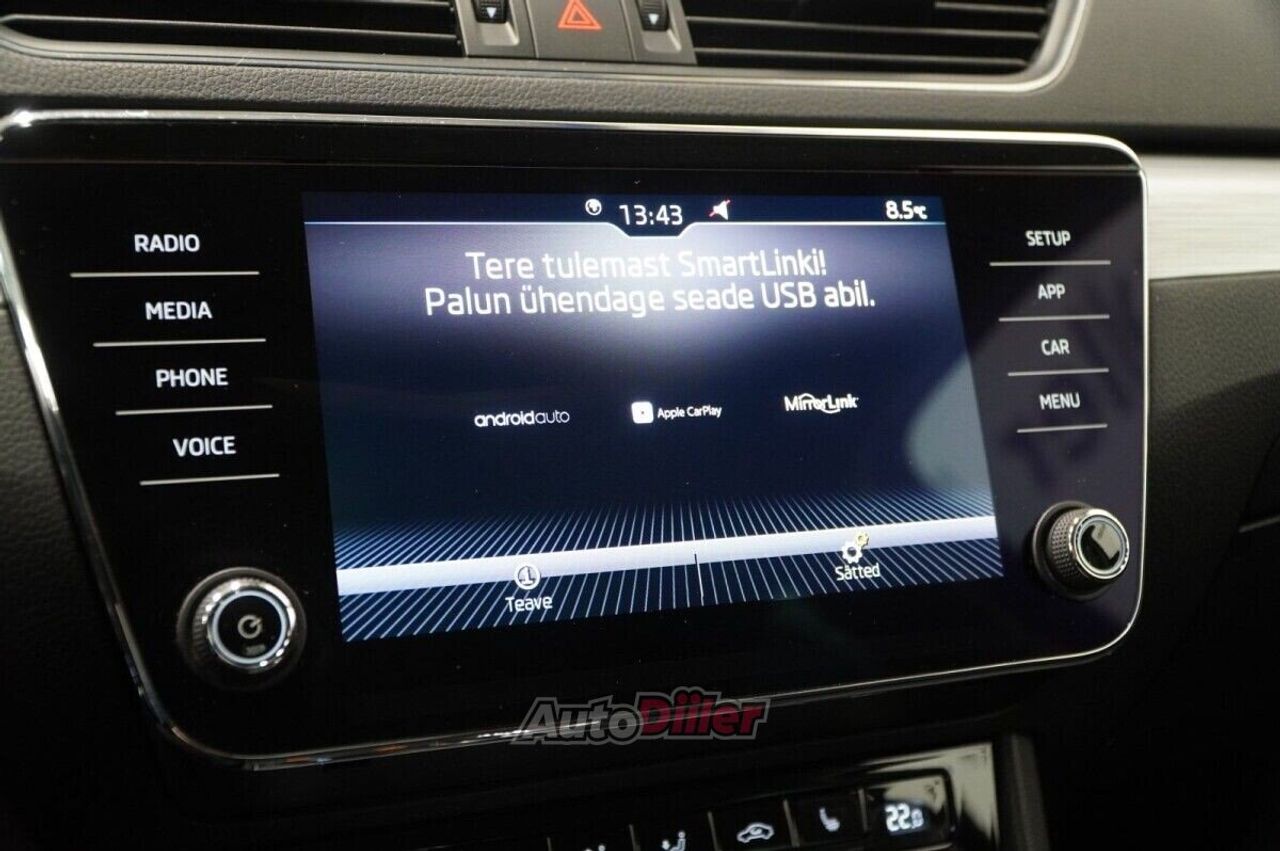 13:43
8.5°C
Tere tulemast SmartLinki!
Palun ühendage seade USB abil.
androidauto
Apple CarPlay
MirrorLink
Teave
Sätted
RADIO
MEDIA
PHONE
VOICE
SETUP
APP
CAR
MENU
AutoDiiler
22.0